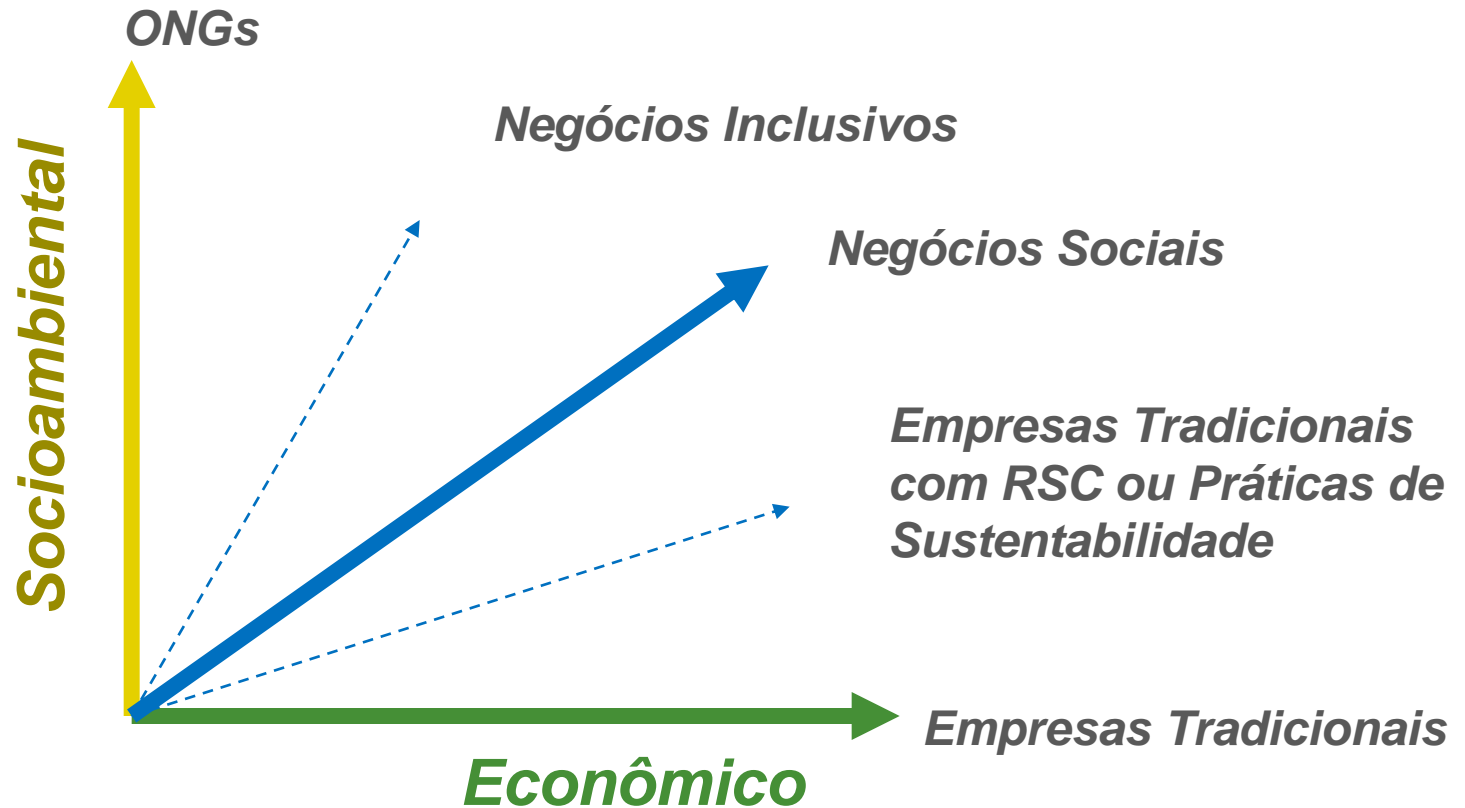 ONGs
Negócios Inclusivos
Negócios Sociais
Socioambiental
Empresas Tradicionais
com RSC ou Práticas de
Sustentabilidade
Empresas Tradicionais
Econômico